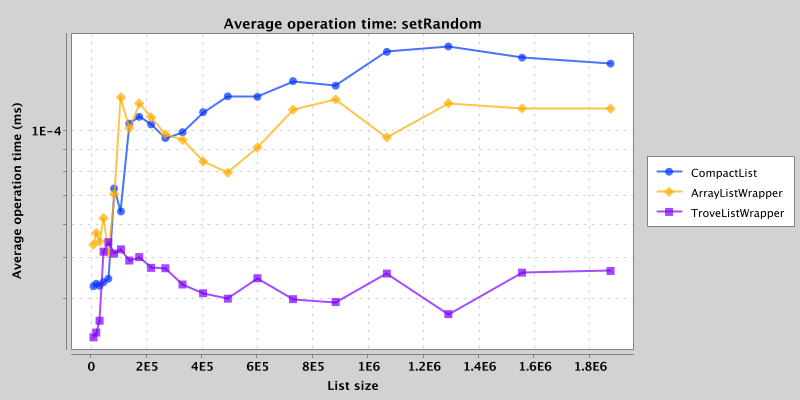 Average operation time: setRandom
Average operation time (ms)
1E-4
0 2E5 4E5 6E5 8E5 1E6 1.2E6 1.4E6 1.6E6 1.8E6
List size
CompactList
ArrayListWrapper
TroveListWrapper